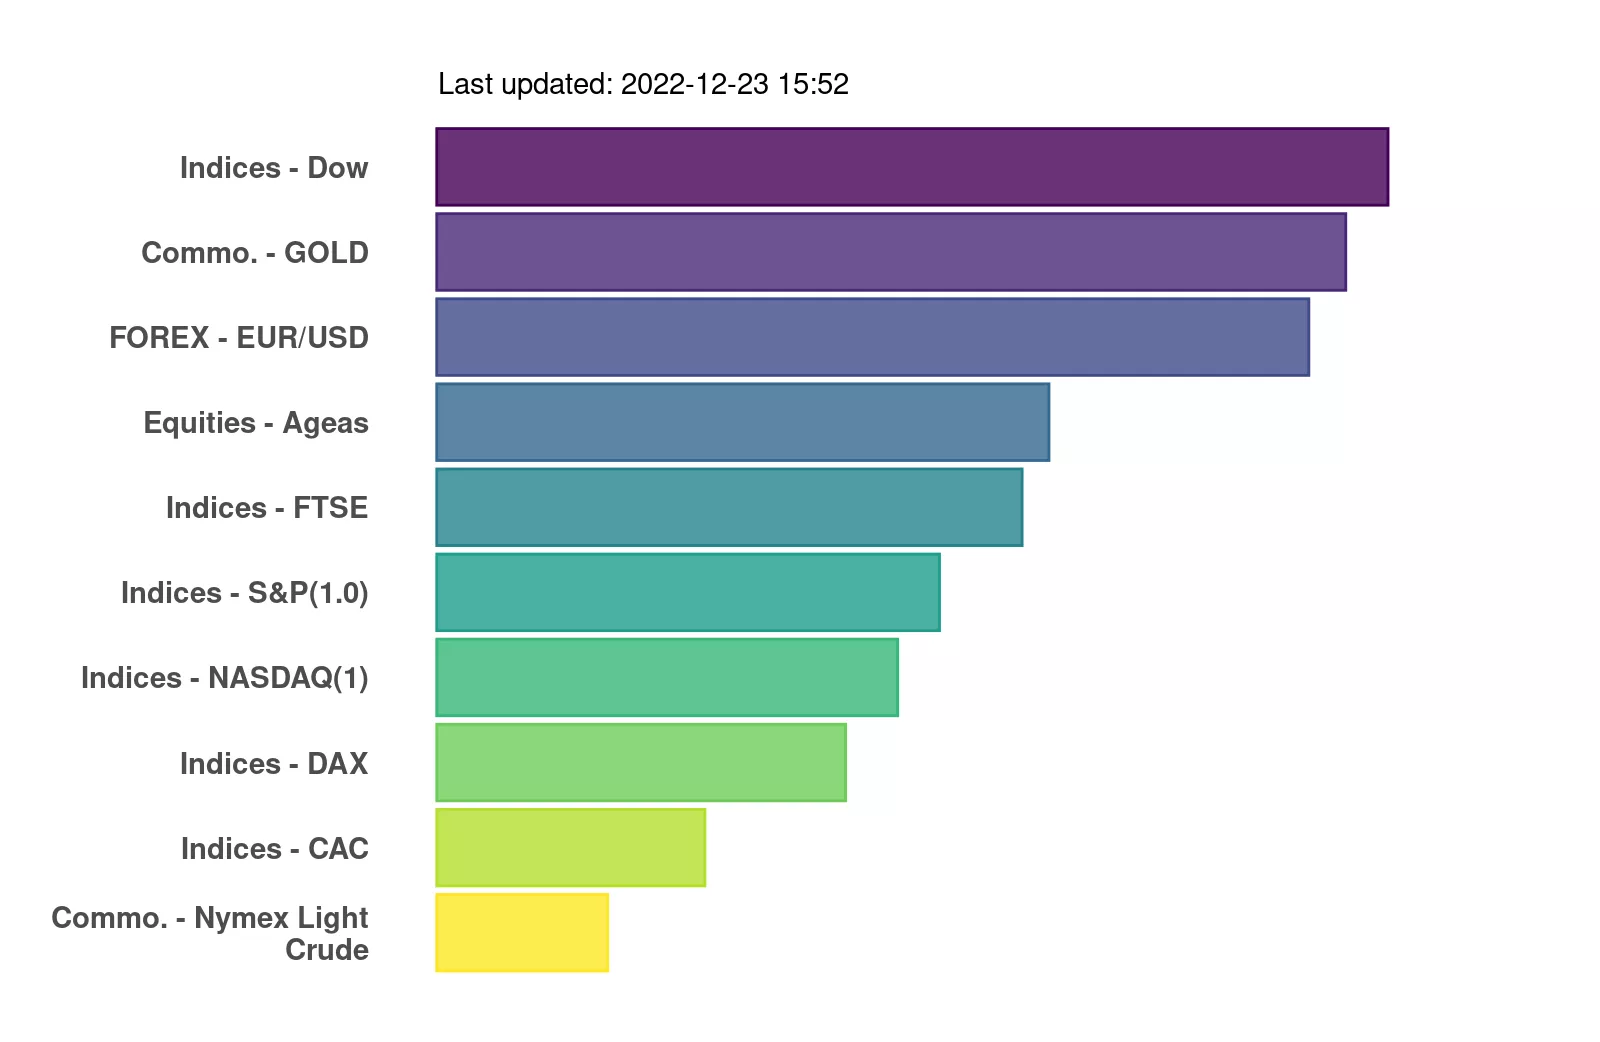 Last updated: 2022-12-23 15:52
Indices - Dow
Commo. - GOLD
FOREX - EUR/USD
Equities - Ageas
Indices - FTSE
Indices - S&P(1.0)
Indices - NASDAQ(1)
Indices - DAX
Indices - CAC
Commo. - Nymex Light
Crude